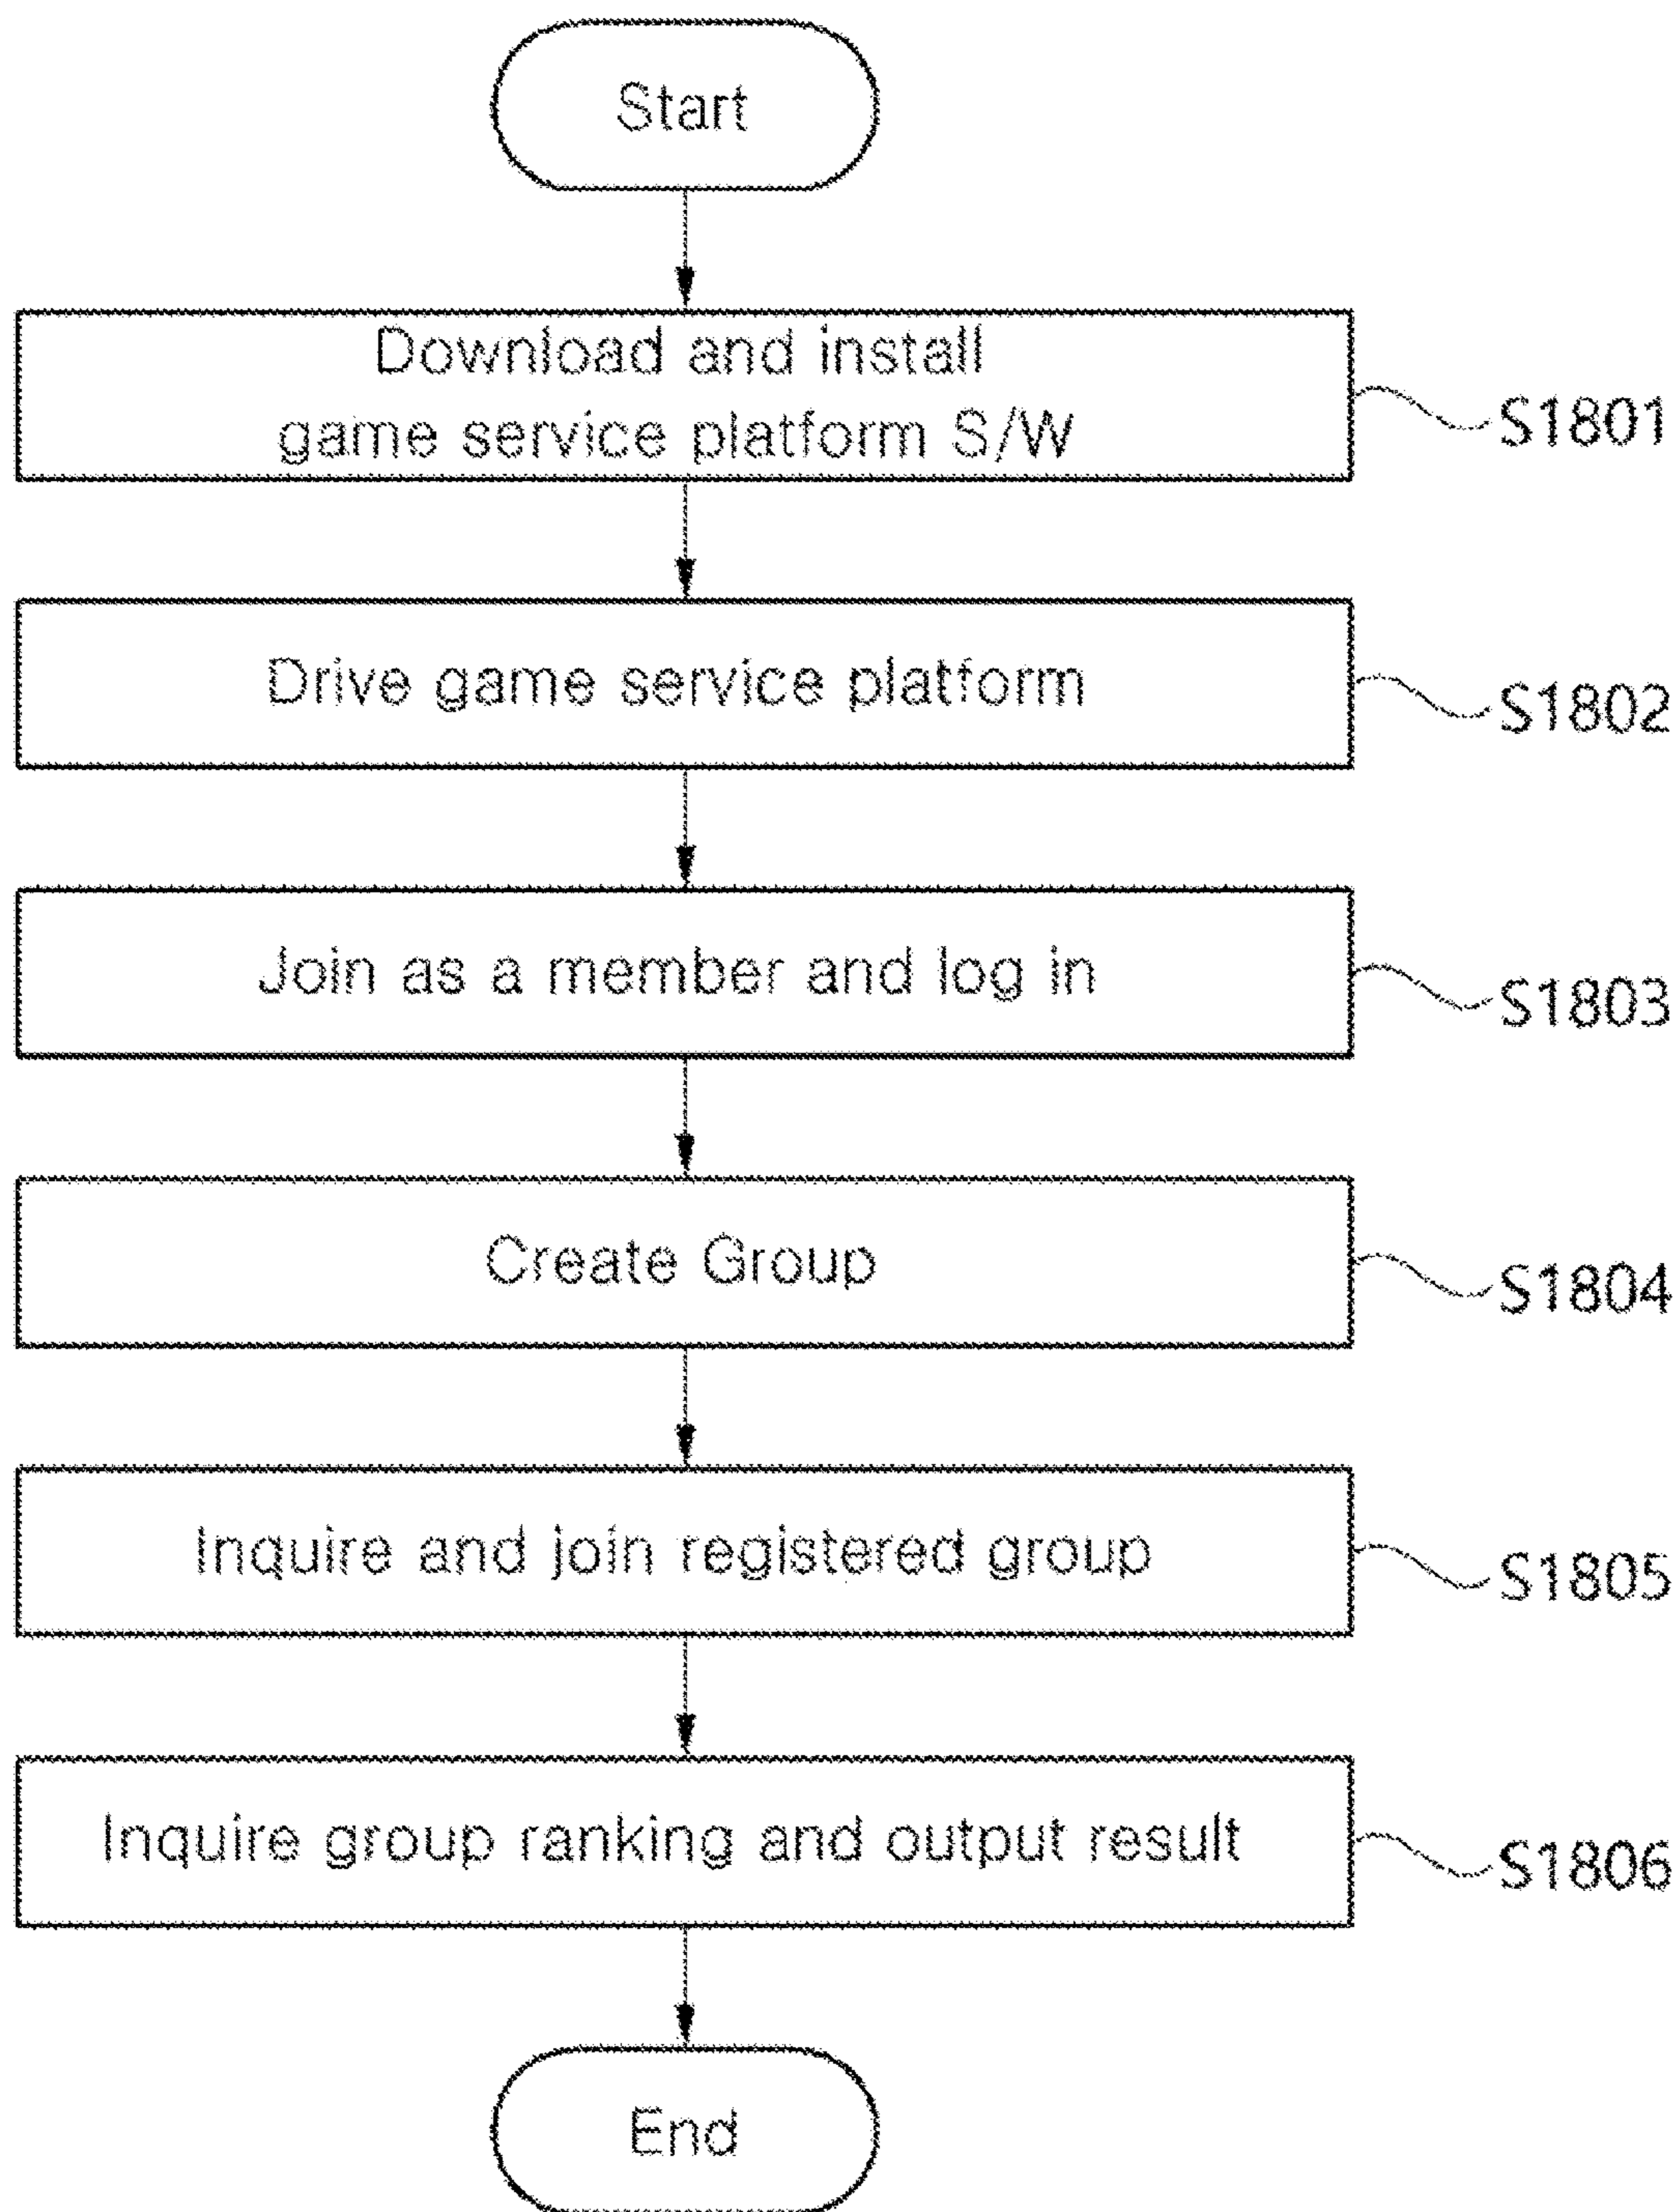 Start
Download and install
game service platform S/W
S1801
Drive game service platform
S1802
Join as a member and log in
S1803
Create Group
S1804
Inquire and join registered group
S1805
Inquire group ranking and output result
S1806
End